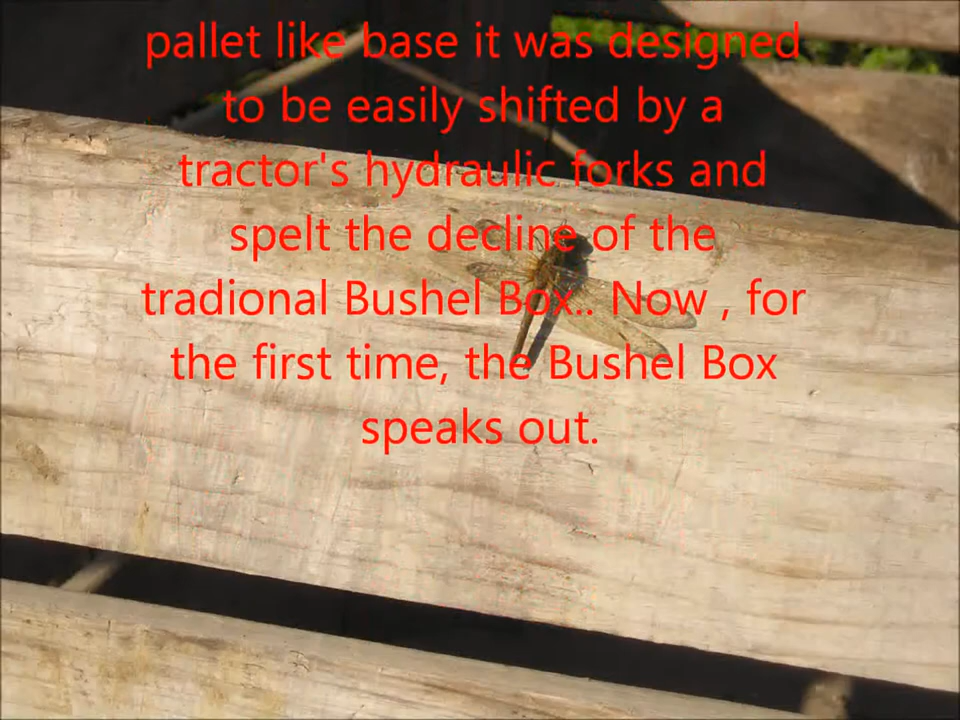 pallet like base it was designed
to be easily shifted by a
tractor's hydraulic forks and
spelt the decline of the
tradional Bushel Box.. Now , for
the first time, the Bushel Box
speaks out.